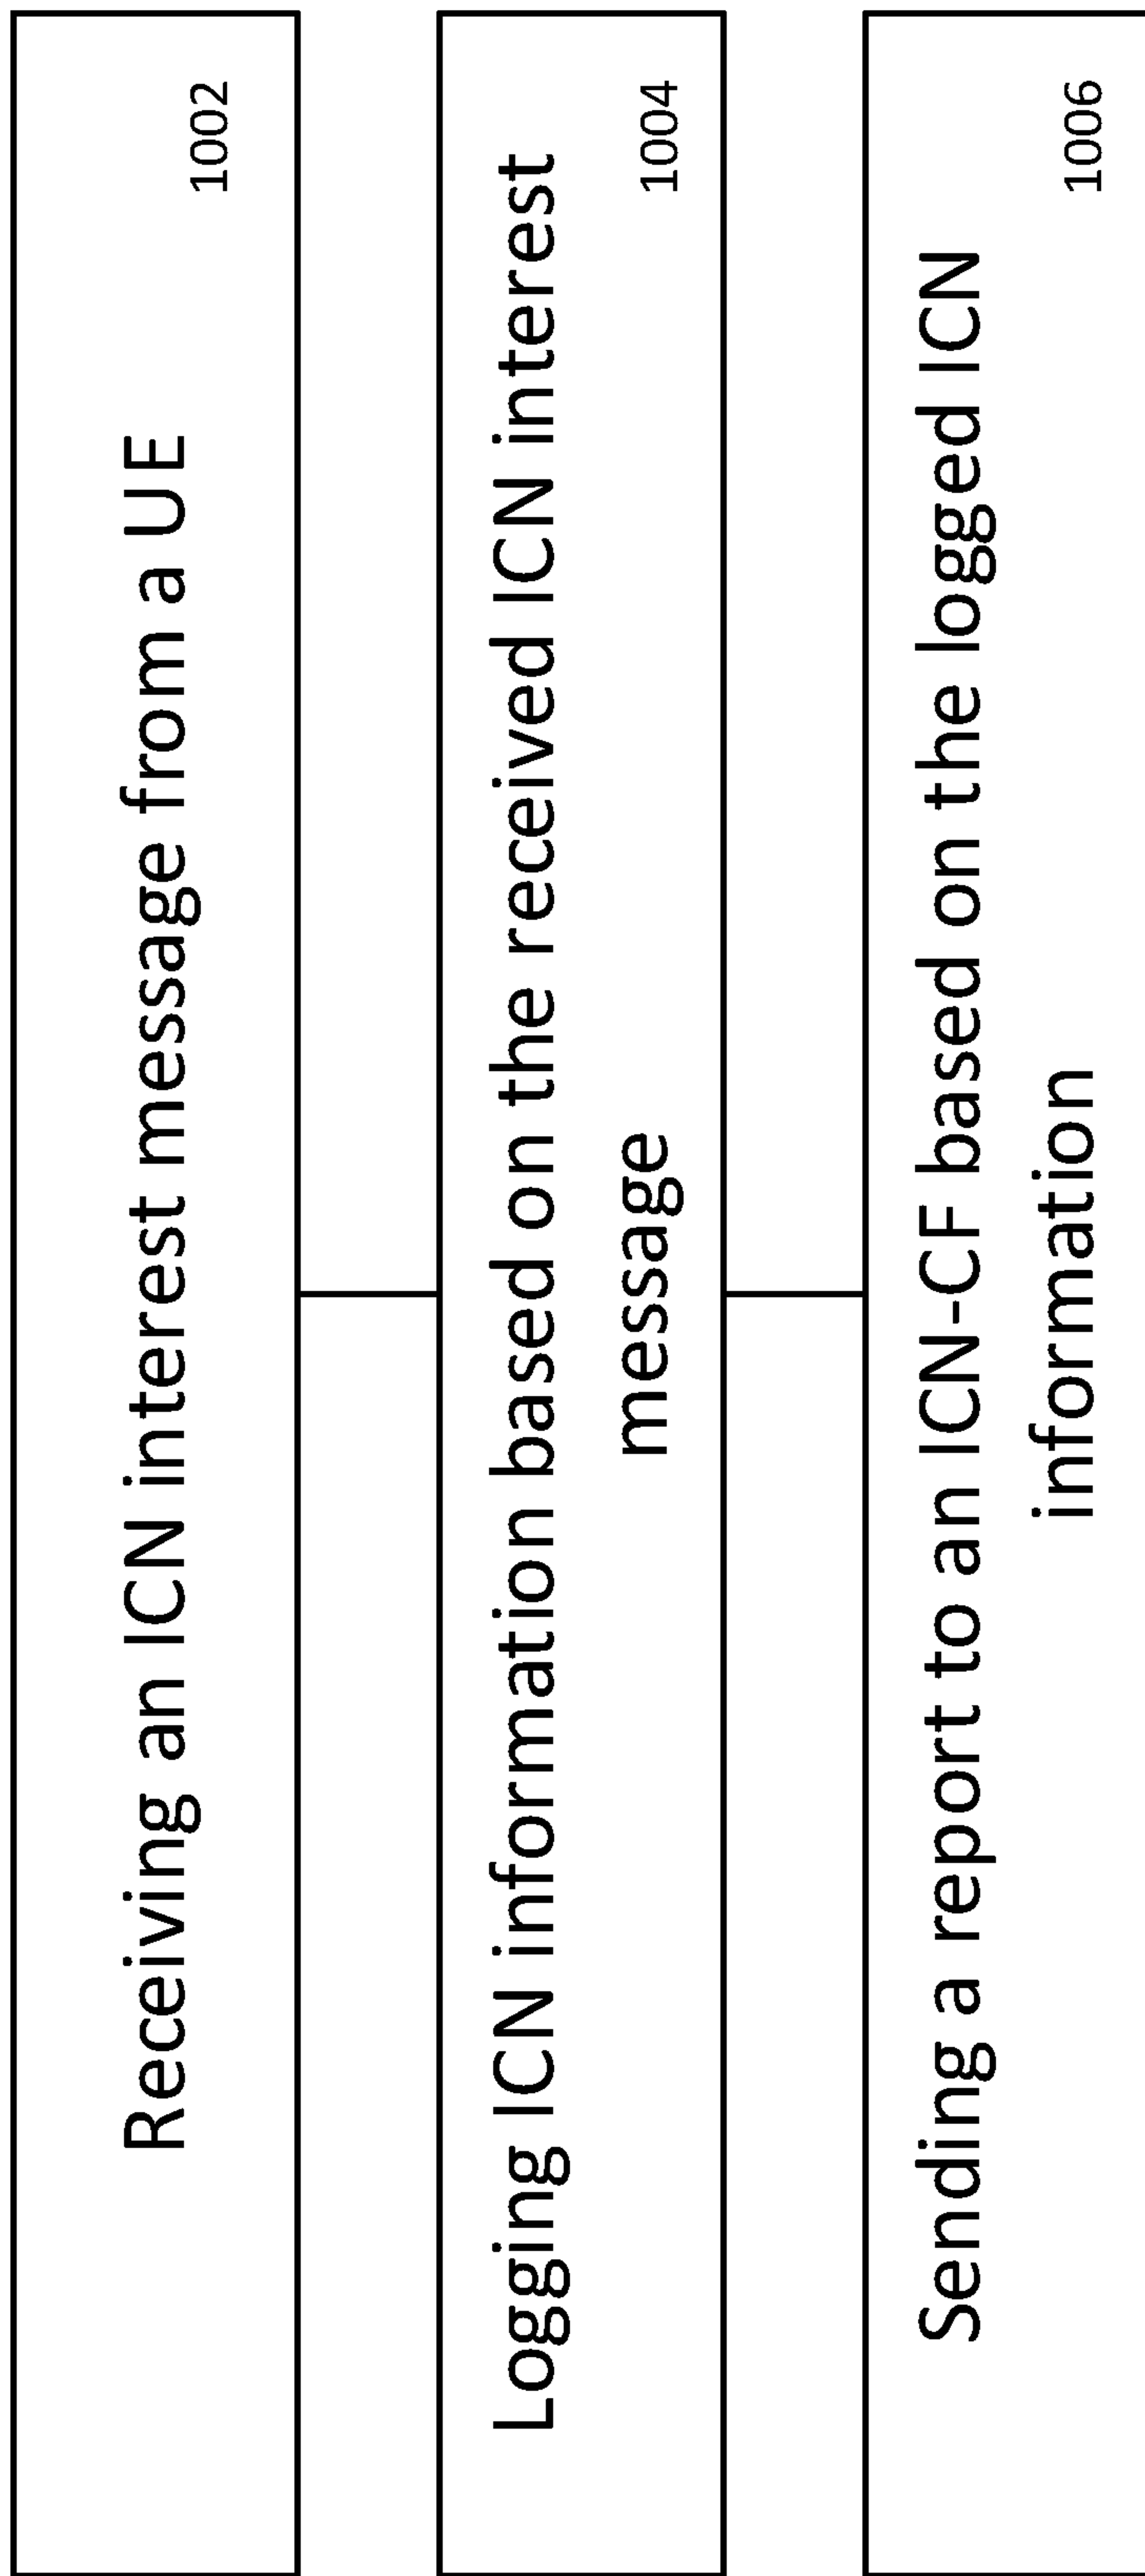 Receiving an ICN interest message from a UE
1002
Logging ICN information based on the received ICN interest
message
1004
Sending a report to an ICN-CF based on the logged ICN
information
1006